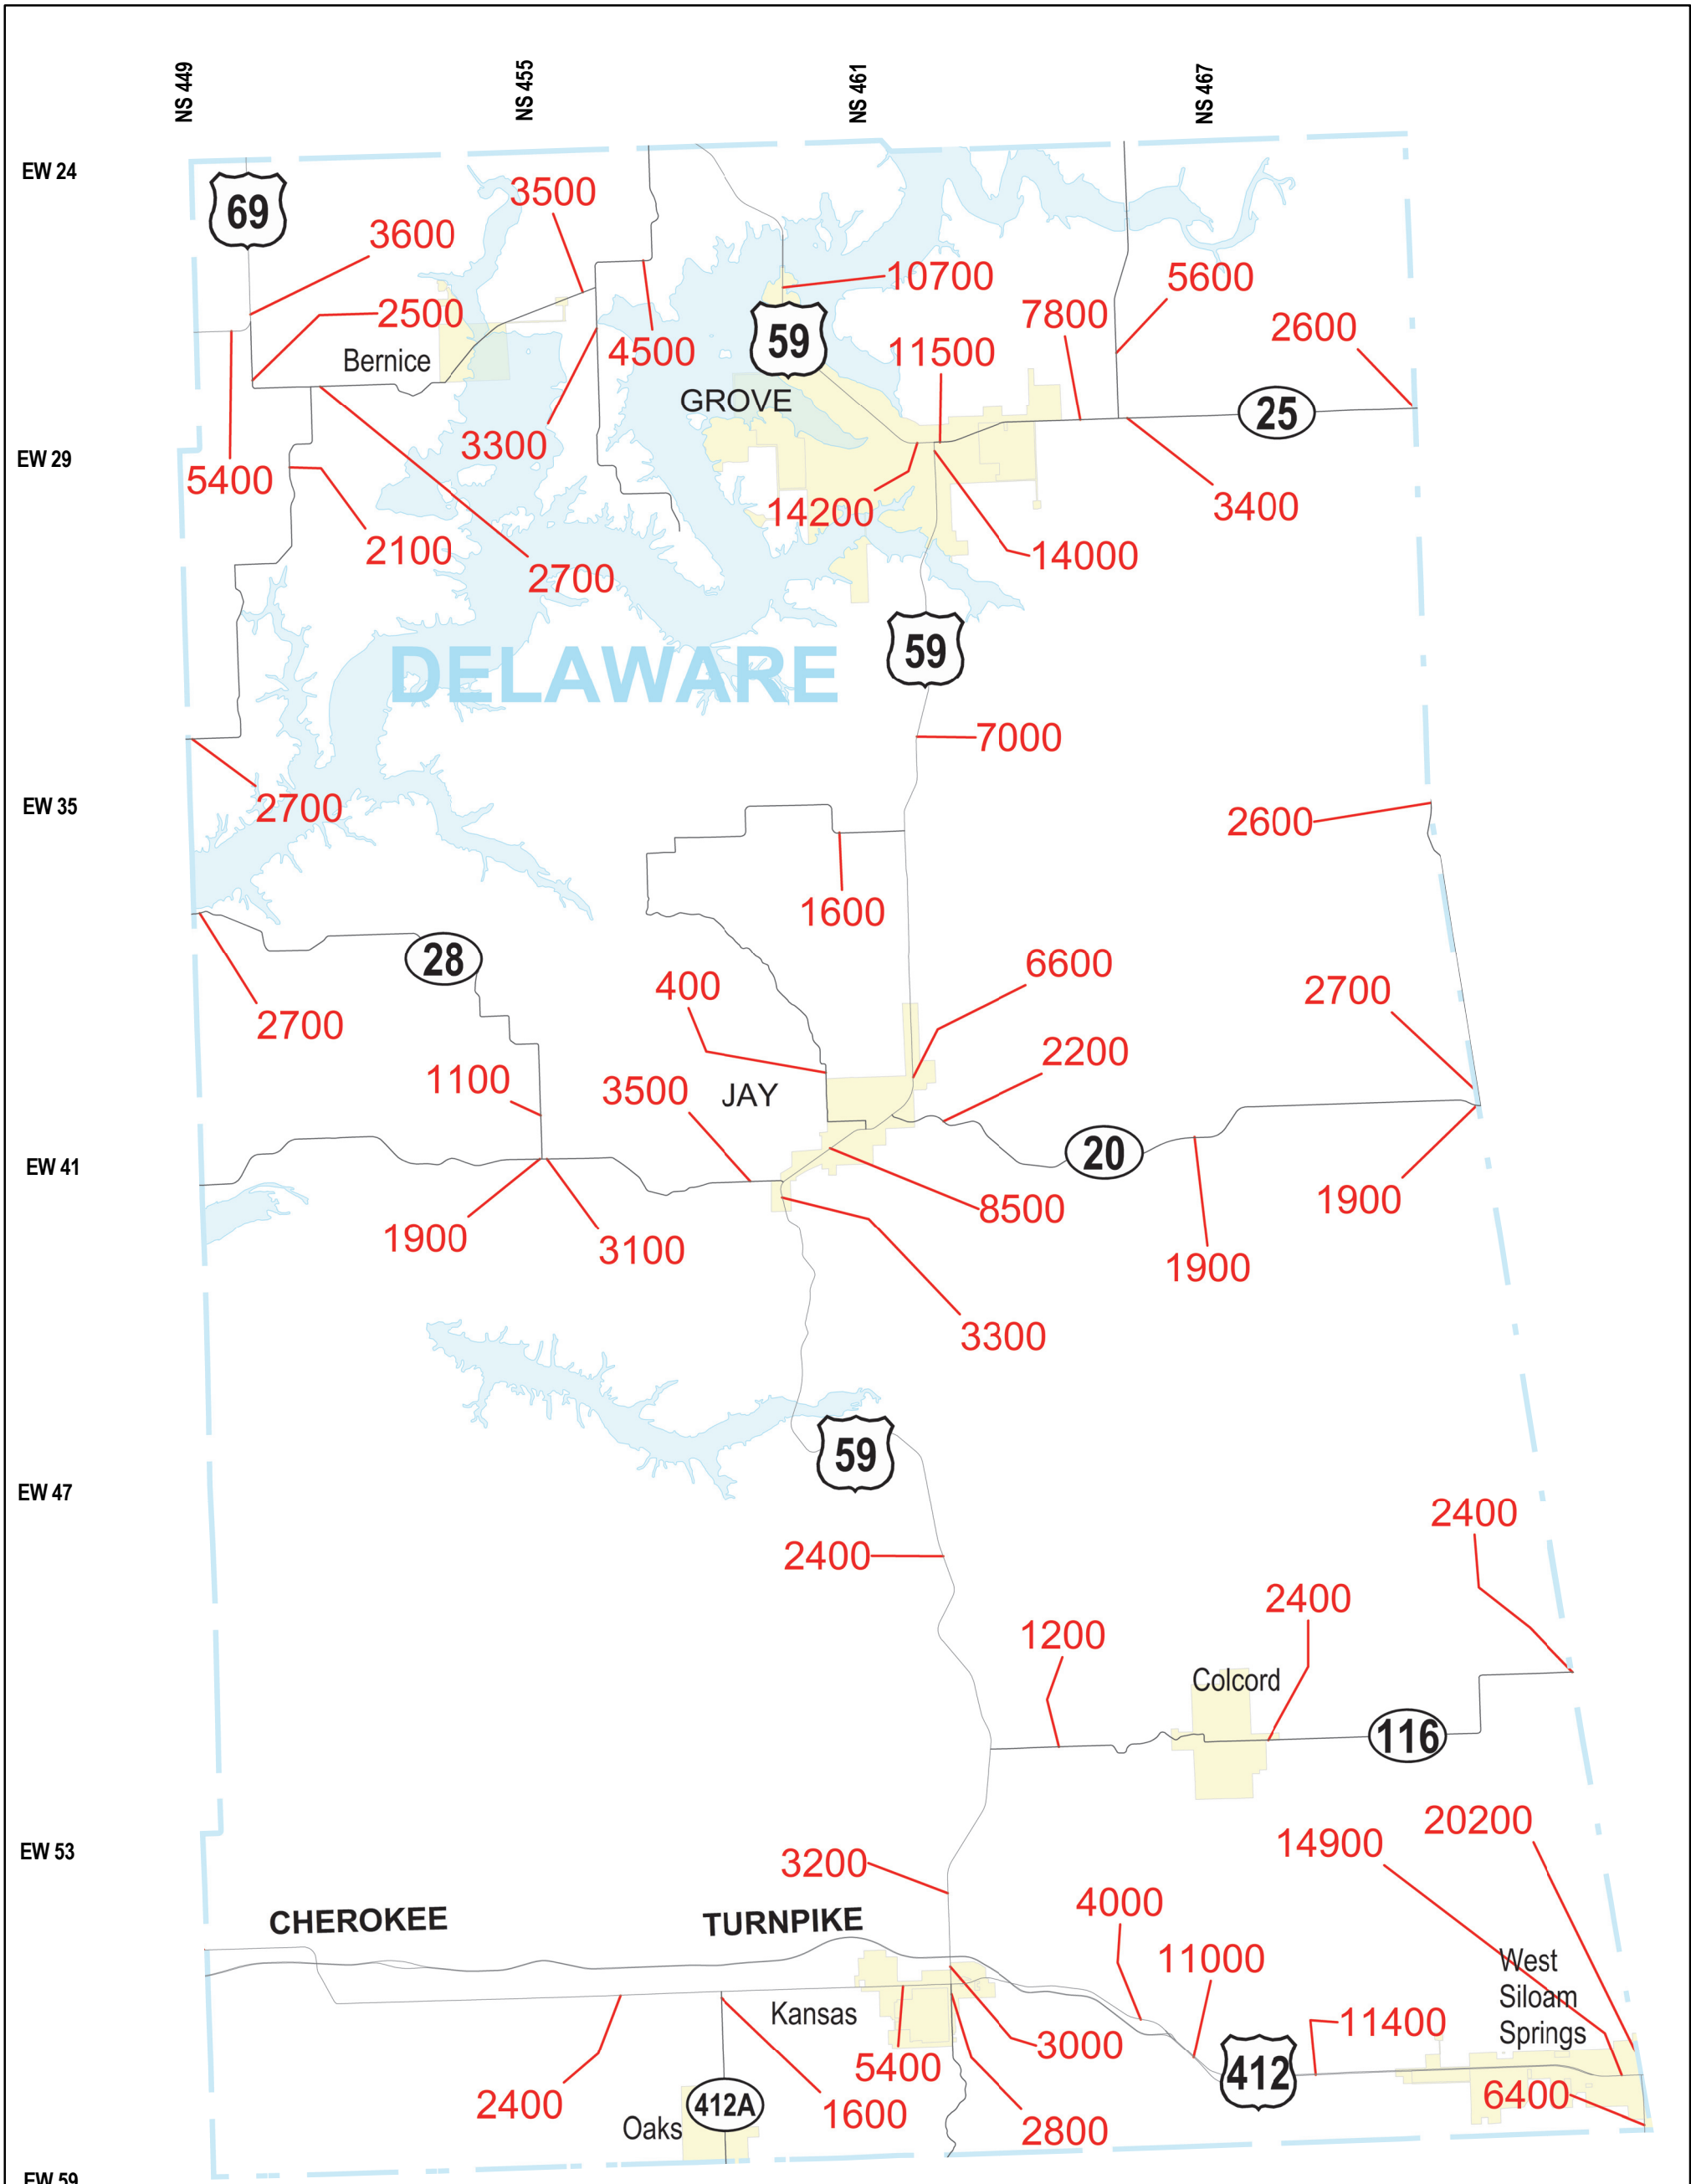 NS 449
NS 455
NS 461
NS 467
EW 24
69
3500
3600
10700
5600
2500
7800
2600
59
Bernice
4500
11500
GROVE
25
3300
EW 29
5400
14200
3400
2100
14000
2700
59
DELAWARE
7000
EW 35
2700
2600
1600
28
6600
400
2700
2700
2200
1100
3500
JAY
20
EW 41
1900
8500
1900
3100
1900
3300
59
EW 47
2400
2400
2400
1200
Colcord
116
20200
14900
EW 53
3200
4000
CHEROKEE
TURNPIKE
11000
West
Siloam
Springs
Kansas
11400
3000
5400
412
6400
2400
412A
1600
Oaks
2800
EW 59